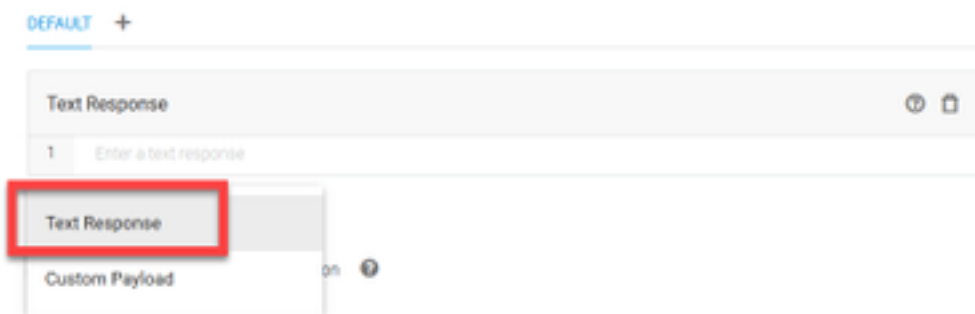 DEFAULT +
Text Response
1 Enter a text response
Text Response
on
Custom Payload